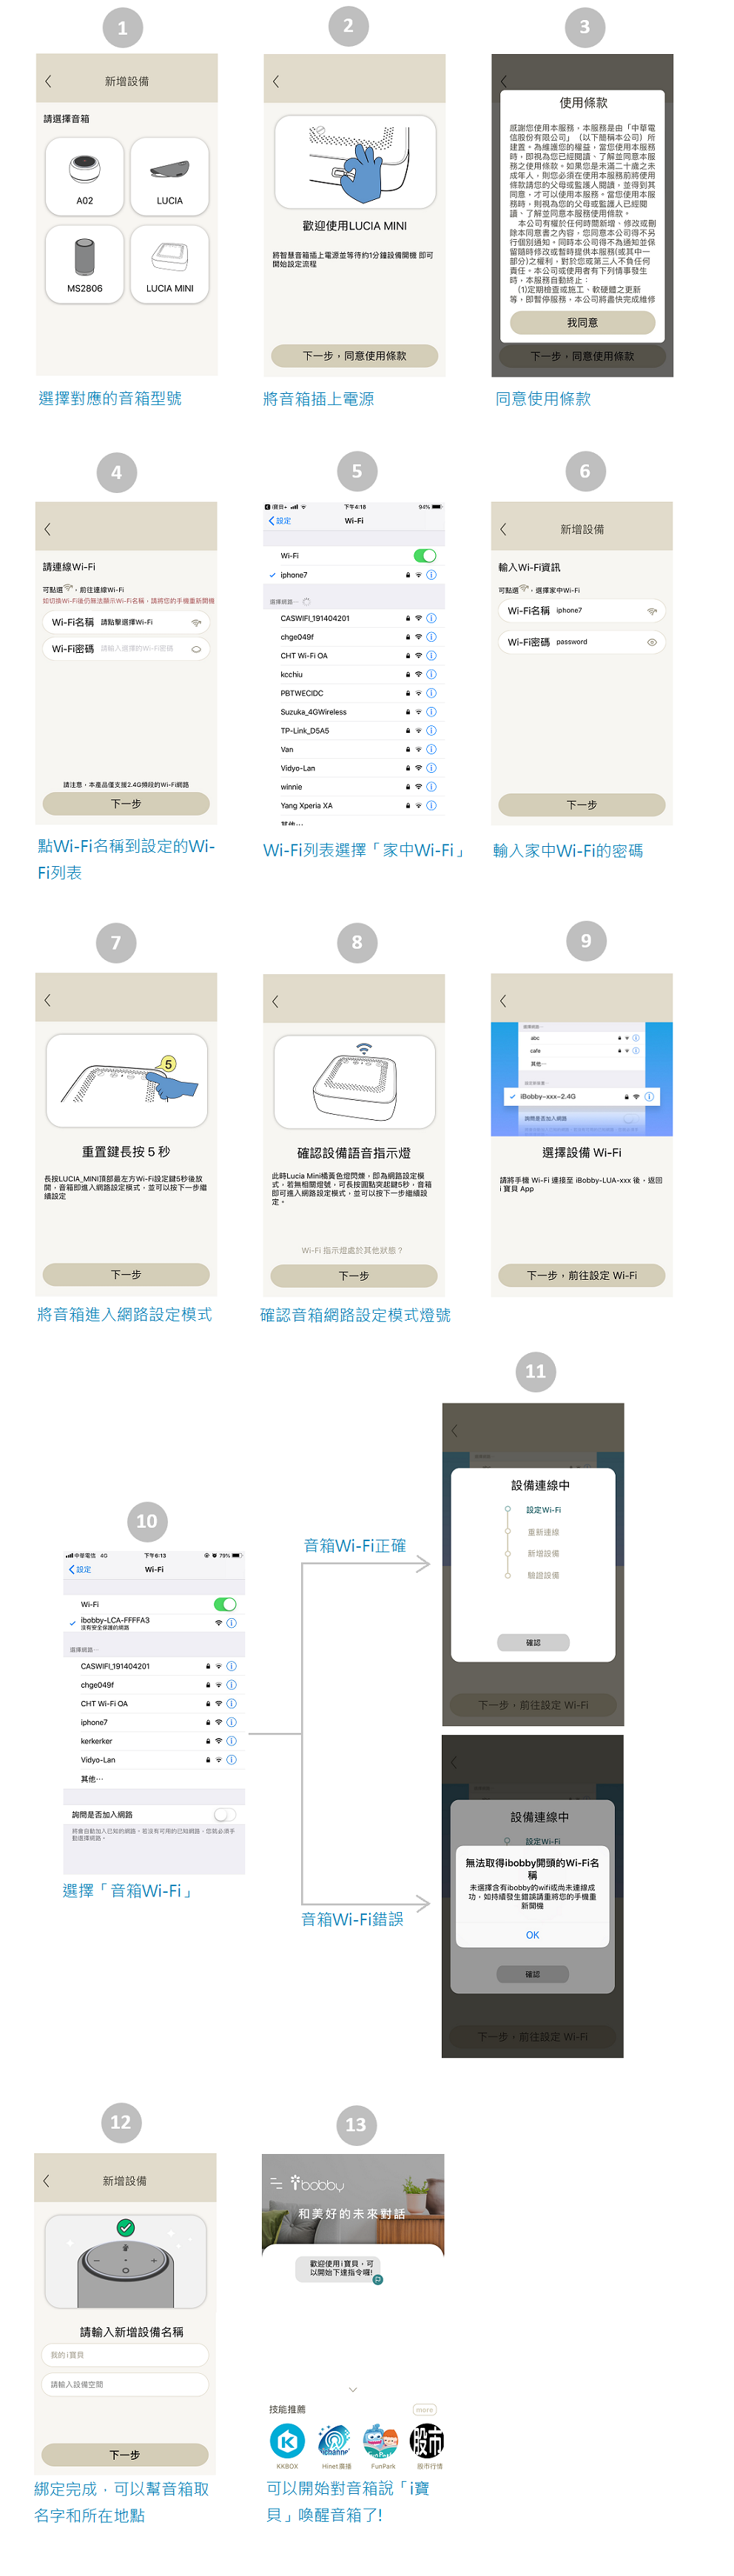 1
新增設備
請選擇音箱
A02
LUCIA
MS2806
LUCIA MINI
選擇對應的音箱型號
2
歡迎使用LUCIA MINI
將智慧音箱插上電源並等待約1分鐘設備開機 即可
開始設定流程
下一步，同意使用條款
將音箱插上電源
3
使用條款
感謝您使用本服務，本服務是由「中華電
信股份有限公司」（以下簡稱本公司）所
建置。為維護您的權益，當您使用本服務
時，即視為您已經閱讀、了解並同意本服
務之使用條款。如果您是未滿二十歲之未
成年人，則您必須在使用本服務前將使用
條款請您的父母或監護人閱讀，並得到其
同意，才可以使用本服務。當您使用本服
務時，則視為您的父母或監護人已經閱
讀、了解並同意本服務使用條款。
本公司有權於任何時間新增、修改或刪
除本同意書之內容，您同意本公司得不另
行個別通知。同時本公司得不為通知並保
留隨時修改或暫時提供本服務(或其中一
部分)之權利，對於您或第三人不負任何
責任。本公司或使用者有下列情事發生
時，本服務自動終止：
(1)定期檢查或施工、軟硬體之更新
等，即暫停服務，本公司將盡快完成維修
我同意
下一步，同意使用條款
同意使用條款
4
請連線Wi-Fi
可點選，前往連線Wi-Fi
如切換Wi-Fi後仍無法顯示Wi-Fi名稱，請將您的手機重新開機
Wi-Fi名稱 請點擊選擇Wi-Fi
Wi-Fi密碼 請輸入選擇的Wi-Fi密碼
請注意，本產品僅支援2.4G頻段的Wi-Fi網路
下一步
點Wi-Fi名稱到設定的Wi-
Fi列表
5
下午4:18
94%
設定
Wi-Fi
Wi-Fi
iphone7
選擇網路⋯
CASWIFI_191404201
chge049f
CHT Wi-Fi OA
kcchiu
PBTWECIDC
Suzuka_4GWireless
TP-Link_D5A5
Van
Vidyo-Lan
winnie
Yang Xperia XA
其他⋯
Wi-Fi列表選擇「家中Wi-Fi」
6
新增設備
輸入Wi-Fi資訊
可點選，選擇家中Wi-Fi
Wi-Fi名稱 iphone7
Wi-Fi密碼 password
下一步
輸入家中Wi-Fi的密碼
7
5
重置鍵長按 5 秒
長按LUCIA_MINI頂部最左方Wi-Fi設定鍵5秒後放
開，音箱即進入網路設定模式，並可以按下一步繼
續設定
下一步
將音箱進入網路設定模式
8
確認設備語音指示燈
此時Lucia Mini橘黃色燈閃爍，即為網路設定模
式，若無相關燈號，可長按圓點突起鍵5秒，音箱
即可進入網路設定模式，並可以按下一步繼續設
定。
Wi-Fi 指示燈處於其他狀態？
下一步
確認音箱網路設定模式燈號
9
選擇網路⋯
abc
cafe
其他⋯
iBobby-xxx-2.4G
詢問是否加入網路
選擇設備 Wi-Fi
請將手機 Wi-Fi 連接至 iBobby-LUA-xxx 後，返回
i 寶貝 App
下一步，前往設定 Wi-Fi
10
中華電信 4G
下午6:13
79%
設定
Wi-Fi
Wi-Fi
ibobby-LCA-FFFFA3
沒有安全保護的網路
選擇網路⋯
CASWIFI_191404201
chge049f
CHT Wi-Fi OA
iphone7
kerkerker
Vidyo-Lan
其他⋯
詢問是否加入網路
將會自動加入已知的網路。若沒有可用的已知網路，您就必須手
動選擇網路。
選擇「音箱Wi-Fi」
音箱Wi-Fi正確
音箱Wi-Fi錯誤
11
設備連線中
設定Wi-Fi
重新連線
新增設備
驗證設備
確認
下一步，前往設定 Wi-Fi
設備連線中
設定Wi-Fi
無法取得ibobby開頭的Wi-Fi名
稱
未選擇含有ibobby的wifi或尚未連線成
功，如持續發生錯誤請重將您的手機重
新開機
OK
確認
下一步，前往設定 Wi-Fi
12
新增設備
請輸入新增設備名稱
我的 i 寶貝
請輸入設備空間
下一步
綁定完成，可以幫音箱取
名字和所在地點
13
ibobby
和美好的未來對話
歡迎使用 i 寶貝，可
以開始下達指令囉!
技能推薦
more
KKBOX
Hichannel
Hinet廣播
FunPark
股市
股市行情
可以開始對音箱說「i寶
貝」喚醒音箱了!